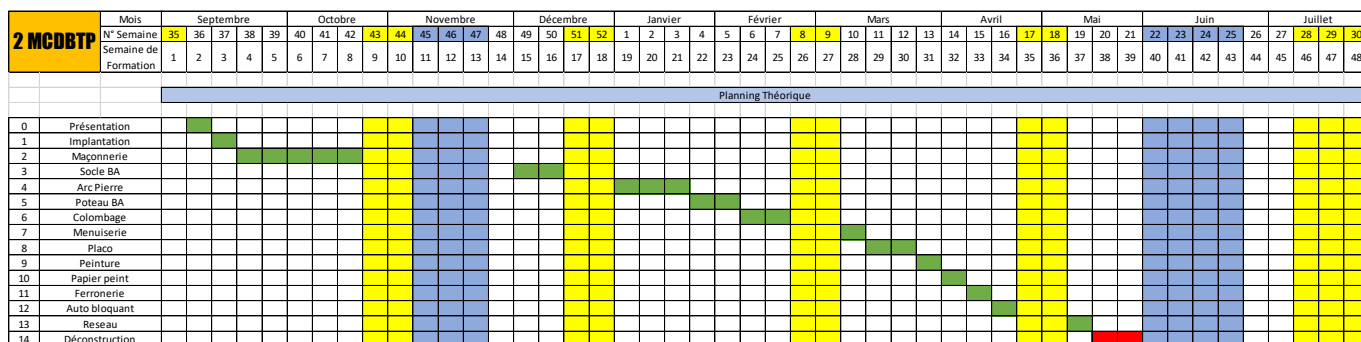 2 MCDBTP
Mois Septembre Octobre Novembre Décembre Janvier Février Mars Avril Mai Juin Juillet
N° Semaine 35 36 37 38 39 40 41 42 43 44 45 46 47 48 49 50 51 52 1 2 3 4 5 6 7 8 9 10 11 12 13 14 15 16 17 18 19 20 21 22 23 24 25 26 27 28 29 30
Semaine de
Formation 1 2 3 4 5 6 7 8 9 10 11 12 13 14 15 16 17 18 19 20 21 22 23 24 25 26 27 28 29 30 31 32 33 34 35 36 37 38 39 40 41 42 43 44 45 46 47 48
Planning Théorique
0 Présentation
1 Implantation
2 Maçonnerie
3 Socle BA
4 Arc Pierre
5 Poteau BA
6 Colombage
7 Menuiserie
8 Placo
9 Peinture
10 Papier peint
11 Ferronerie
12 Auto bloquant
13 Reseau
14 Déconstruction